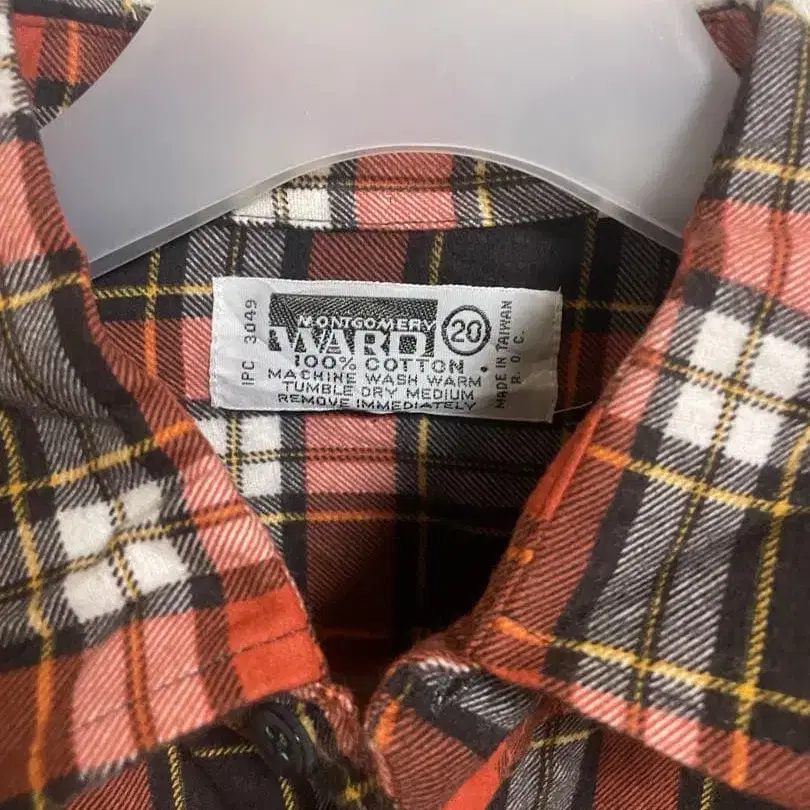 IPC 3049
MONTGOMERY
WARD
20
100% COTTON
MACHINE WASH WARM
TUMBLE DRY MEDIUM
REMOVE IMMEDIATELY
MADE IN TAIWAN
R. O. C.